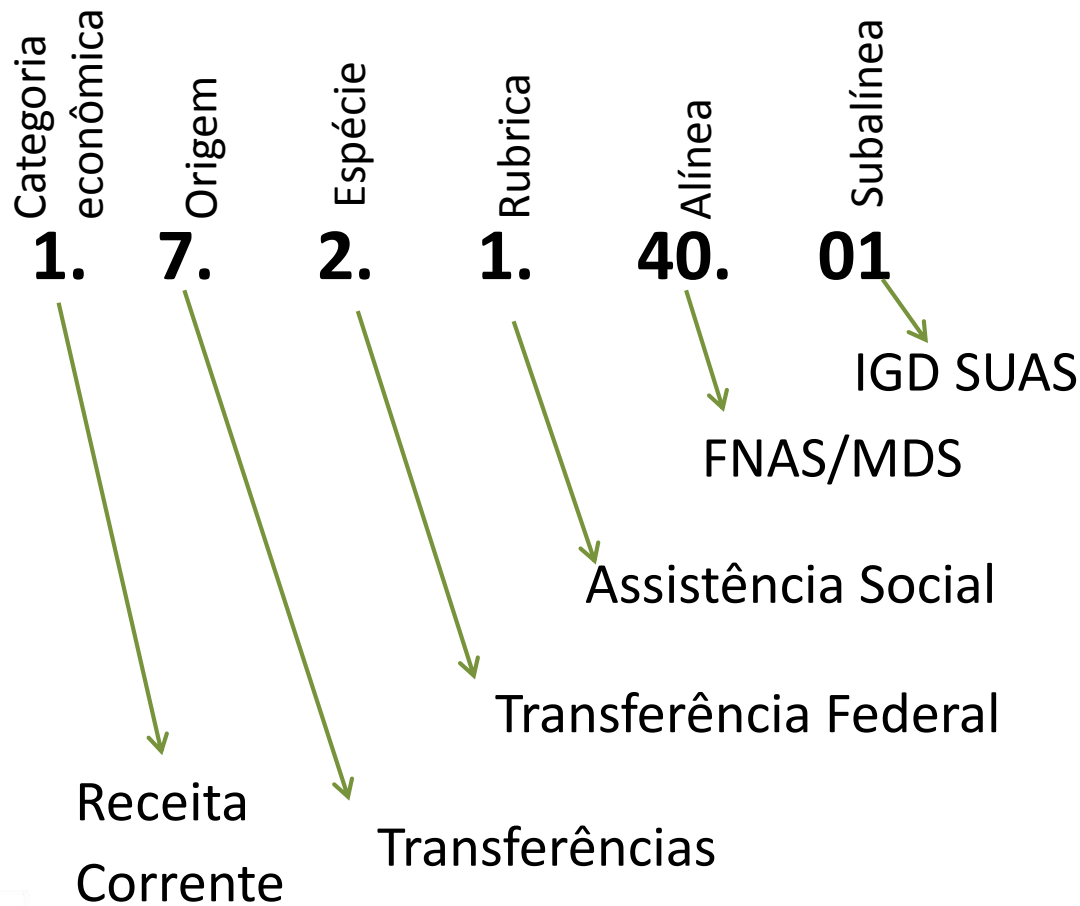 Categoria
econômica
Origem
Espécie
Rubrica
Alínea
Subalínea
1. 7. 2. 1. 40. 01
IGD SUAS
FNAS/MDS
Assistência Social
Transferência Federal
Receita
Corrente
Transferências